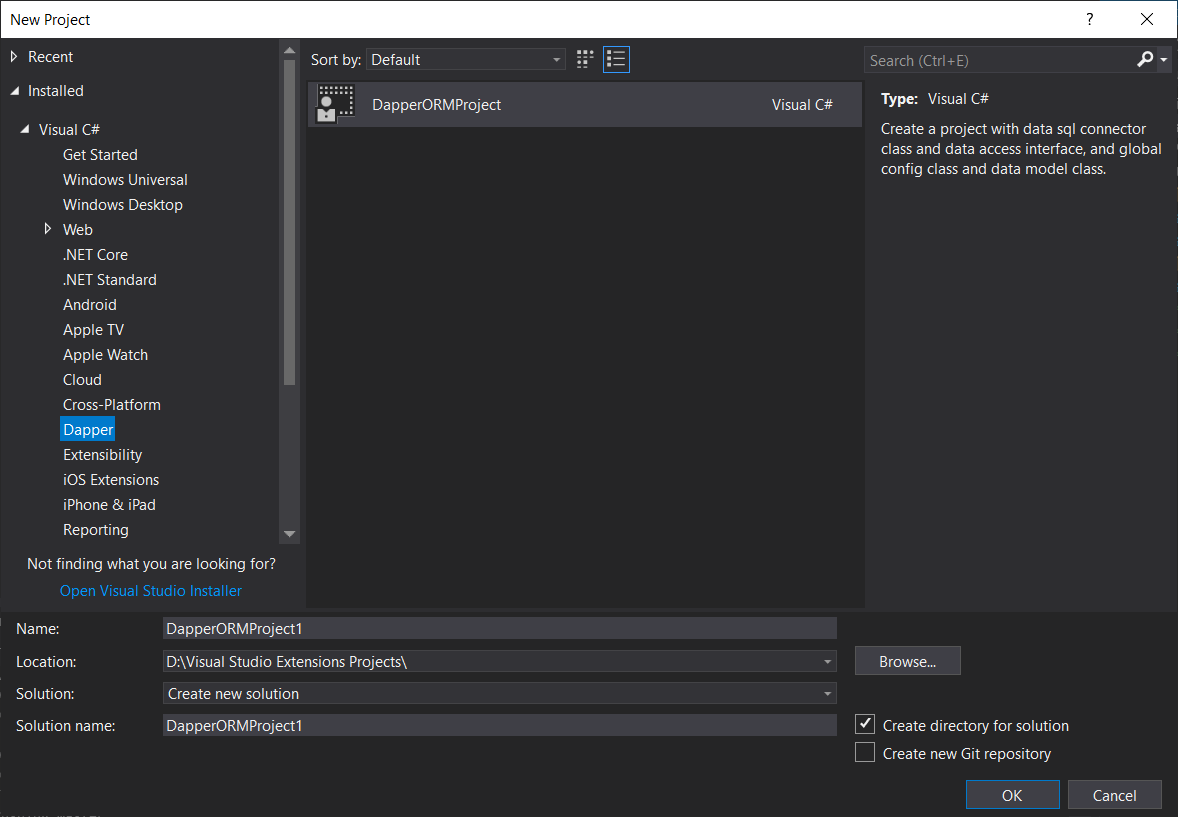 New Project
?
Recent
Installed
Visual C#
Get Started
Windows Universal
Windows Desktop
Web
.NET Core
.NET Standard
Android
Apple TV
Apple Watch
Cloud
Cross-Platform
Dapper
Extensibility
iOS Extensions
iPhone & iPad
Reporting
Not finding what you are looking for?
Open Visual Studio Installer
Sort by: Default
DapperORMProject Visual C#
Search (Ctrl+E)
Type: Visual C#
Create a project with data sql connector
class and data access interface, and global
config class and data model class.
Name: DapperORMProject1
Location: D:\Visual Studio Extensions Projects\ Browse...
Solution: Create new solution
Solution name: DapperORMProject1
Create directory for solution
Create new Git repository
OK Cancel